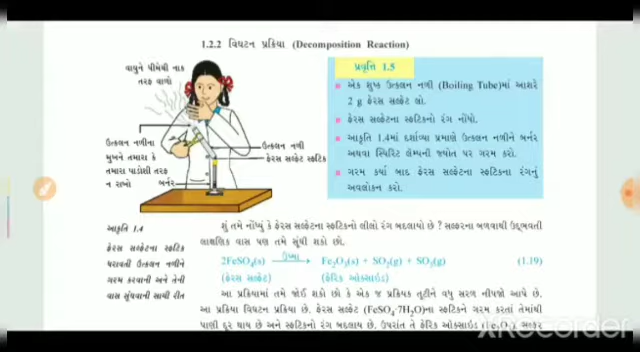 1.2.2 વિઘટન પ્રક્રિયા (Decomposition Reaction)
વાયુને ધીમેથી નાક
તરફ વાળો
ઉત્કલન નળીના
મુખને તમારા કે
તમારા પાડોશી તરફ
ન રાખો
ઉત્કલન નળી
ફેરસ સલ્ફેટ સ્ફટિક
બર્નર
પ્રવૃત્તિ 1.5
એક શુષ્ક ઉત્કલન નળી (Boiling Tube)માં આશરે
2 g ફેરસ સલ્ફેટ લો.
ફેરસ સલ્ફેટના સ્ફટિકનો રંગ નોંધો.
આકૃતિ 1.4માં દર્શાવ્યા પ્રમાણે ઉત્કલન નળીને બર્નર
અથવા સ્પિરિટ લૅમ્પની જ્યોત પર ગરમ કરો.
ગરમ કર્યા બાદ ફેરસ સલ્ફેટના સ્ફટિકના રંગનું
અવલોકન કરો.
આકૃતિ 1.4
ફેરસ સલ્ફેટના સ્ફટિક
ધરાવતી ઉત્કલન નળીને
ગરમ કરવાની અને તેની
વાસ સૂંઘવાની સાચી રીત
શું તમે નોંધ્યું કે ફેરસ સલ્ફેટના સ્ફટિકનો લીલો રંગ બદલાયો છે ? સલ્ફરના બળવાથી ઉદ્ભવતી
લાક્ષણિક વાસ પણ તમે સૂંઘી શકો છો.
2FeSO₄(s) ઉષ્મા→ Fe₂O₃(s) + SO₂(g) + SO₃(g) (1.19)
(ફેરસ સલ્ફેટ) (ફેરિક ઑક્સાઇડ)
આ પ્રક્રિયામાં તમે જોઈ શકો છો કે એક જ પ્રક્રિયક તૂટીને વધુ સરળ નીપજો આપે છે.
આ પ્રક્રિયા વિઘટન પ્રક્રિયા છે. ફેરસ સલ્ફેટ (FeSO₄·7H₂O)ના સ્ફટિકને ગરમ કરતાં તેમાંથી
પાણી દૂર થાય છે અને સ્ફટિકનો રંગ બદલાય છે. ઉપરાંત તે ફેરિક ઑક્સાઇડ (Fe₂O₃), સલ્ફર
XRecorder